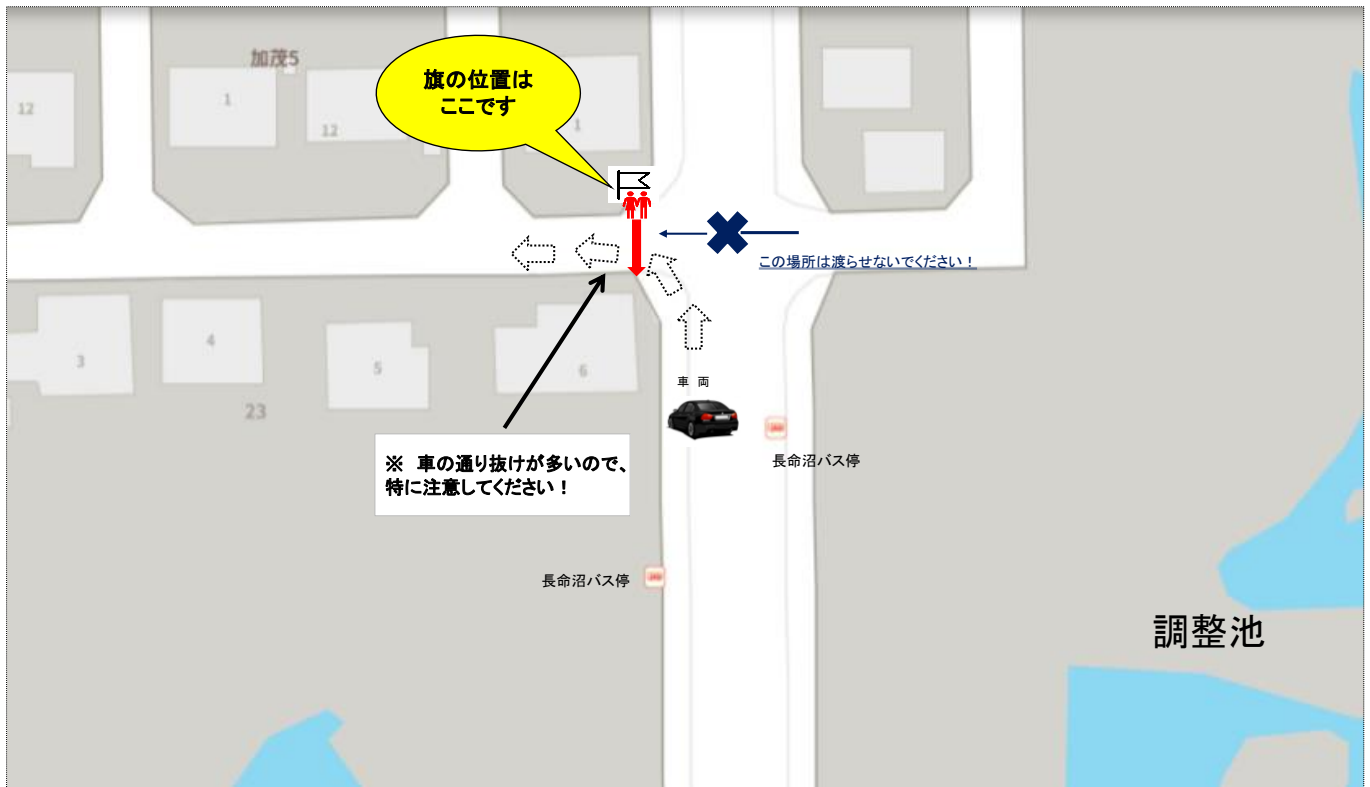 加茂5
旗の位置は
ここです
1
12
12
1
この場所は渡らせないでください！
3
4
5
6
23
車 両
※ 車の通り抜けが多いので、
特に注意してください！
長命沼バス停
長命沼バス停
調整池